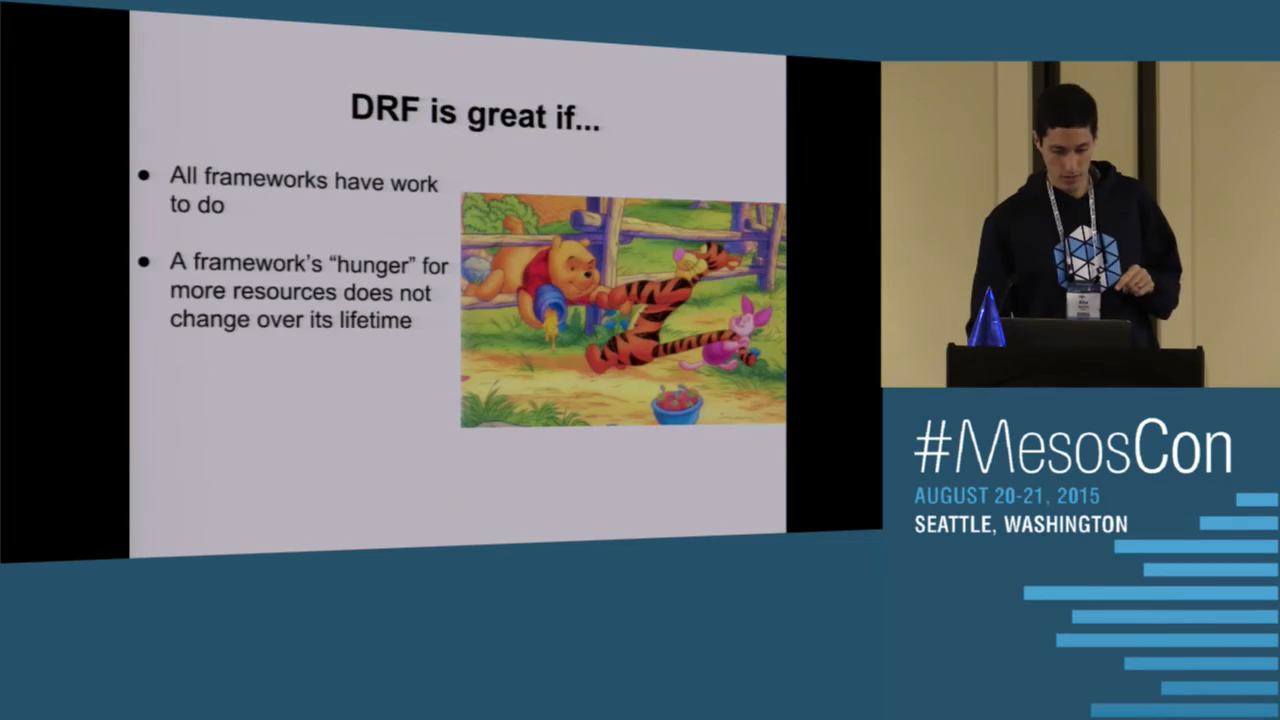 DRF is great if...
● All frameworks have work
to do
● A framework's “hunger” for
more resources does not
change over its lifetime
#MesosCon
AUGUST 20-21, 2015
SEATTLE, WASHINGTON